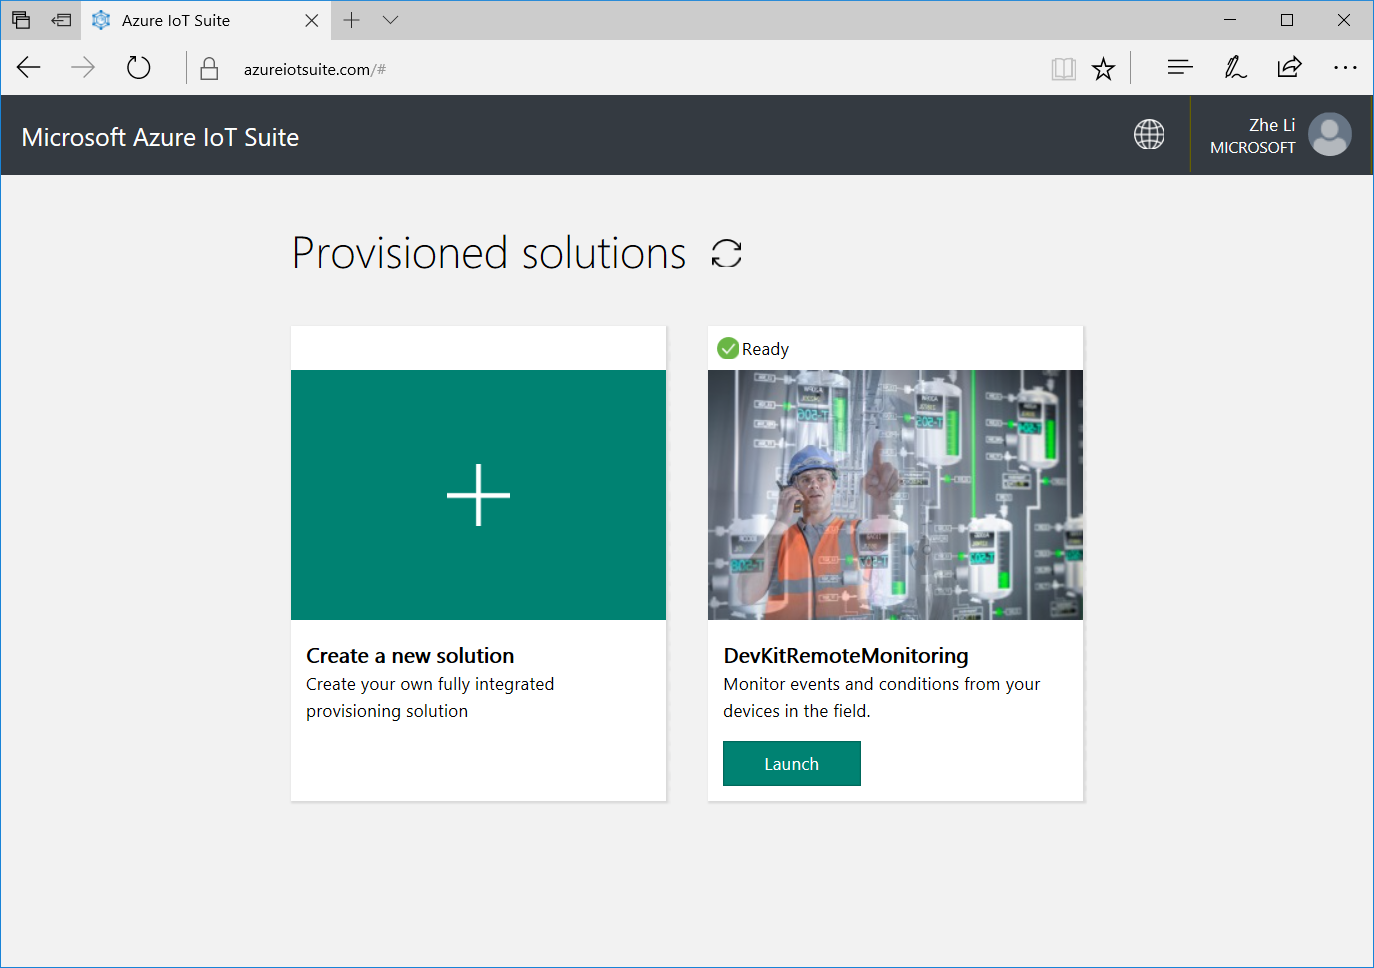 Azure IoT Suite
azureiotsuite.com/#
Microsoft Azure IoT Suite
Zhe Li
MICROSOFT
Provisioned solutions
Ready
Create a new solution
Create your own fully integrated
provisioning solution
DevKitRemoteMonitoring
Monitor events and conditions from your
devices in the field.
Launch